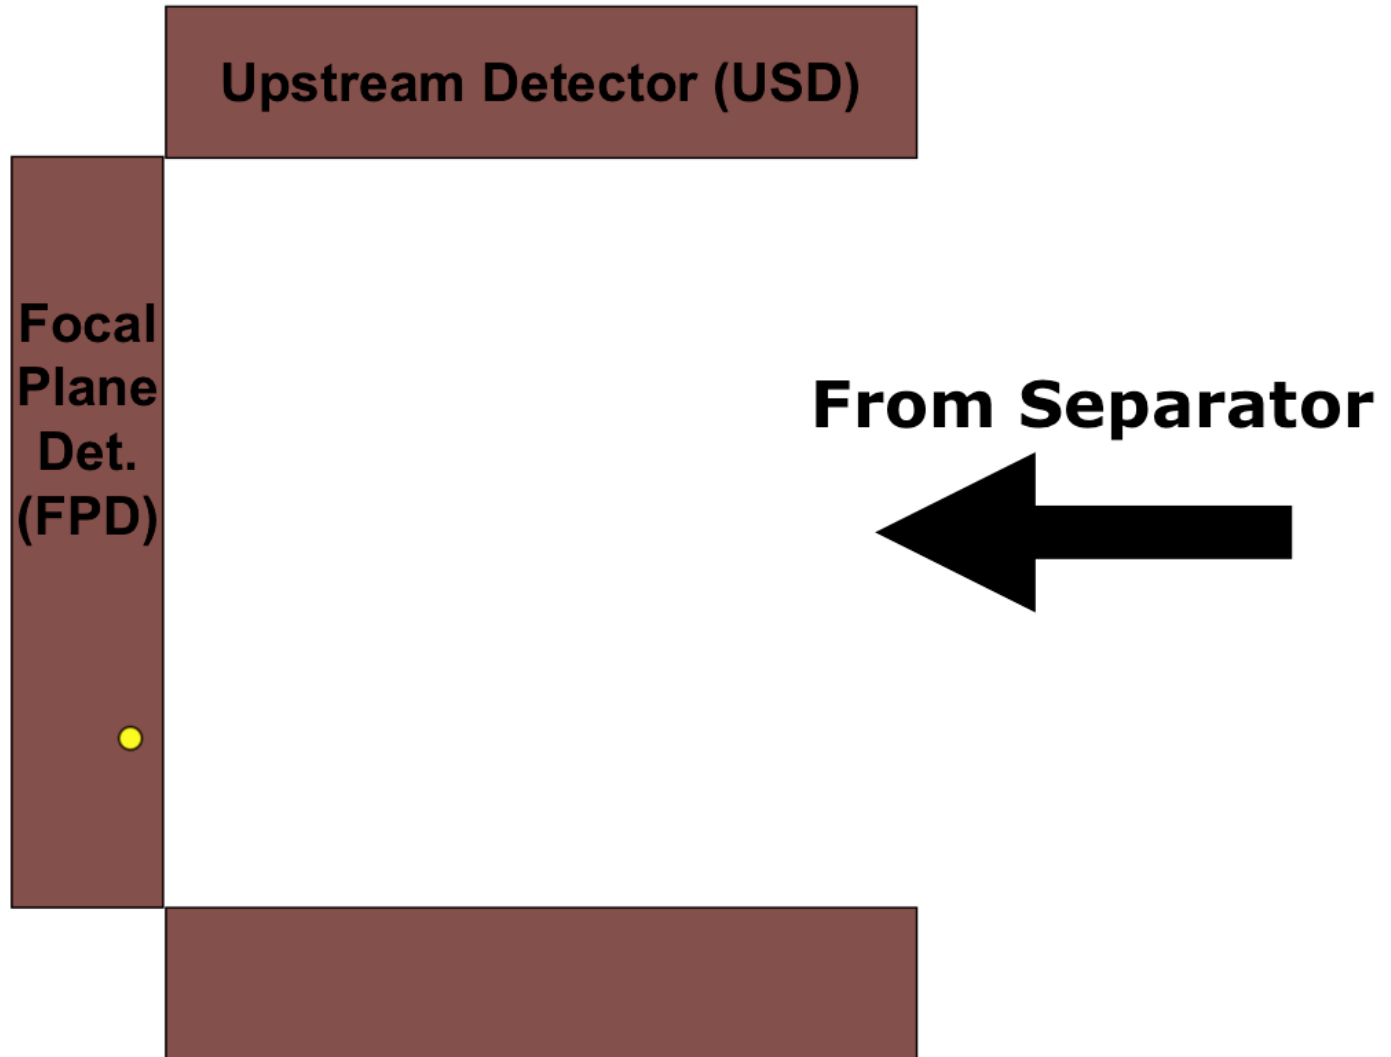 Upstream Detector (USD)
Focal
Plane
Det.
(FPD)
From Separator